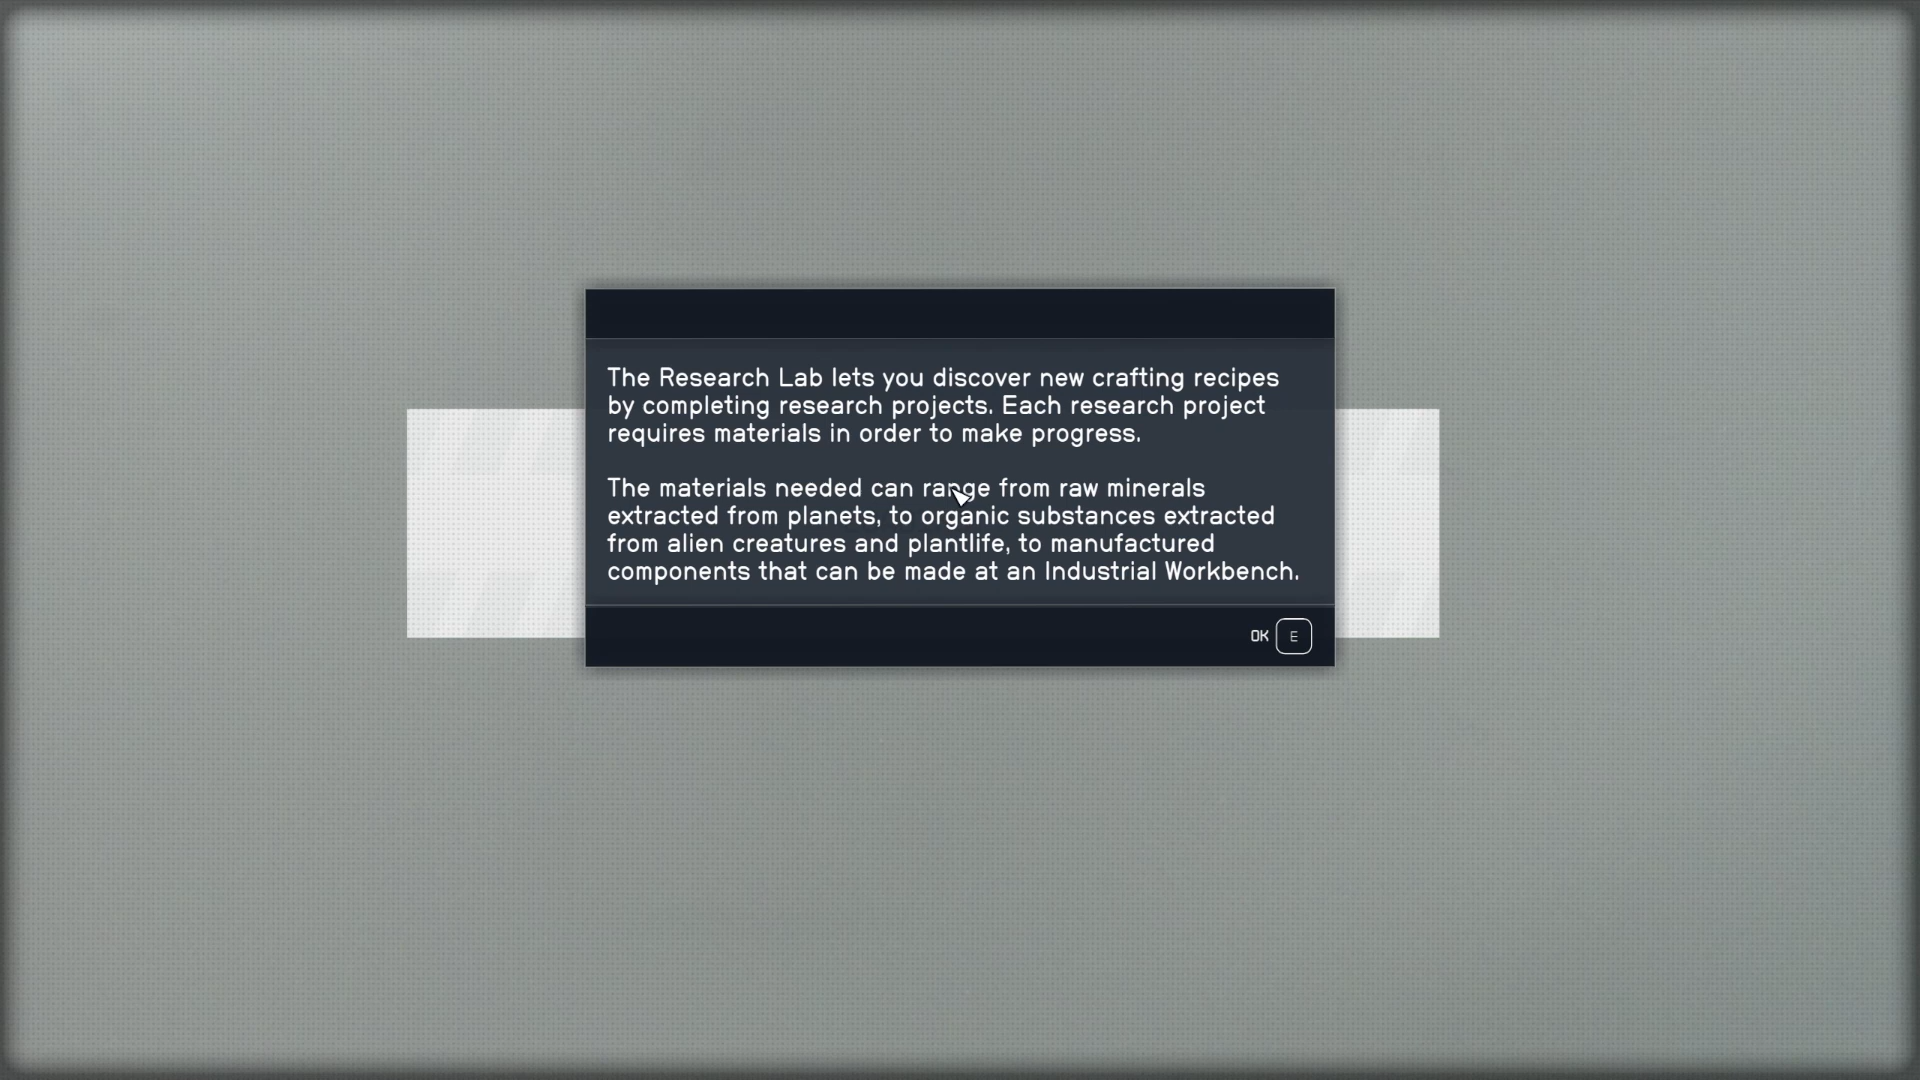 The Research Lab lets you discover new crafting recipes
by completing research projects. Each research project
requires materials in order to make progress.
The materials needed can range from raw minerals
extracted from planets, to organic substances extracted
from alien creatures and plantlife, to manufactured
components that can be made at an Industrial Workbench.
OK E